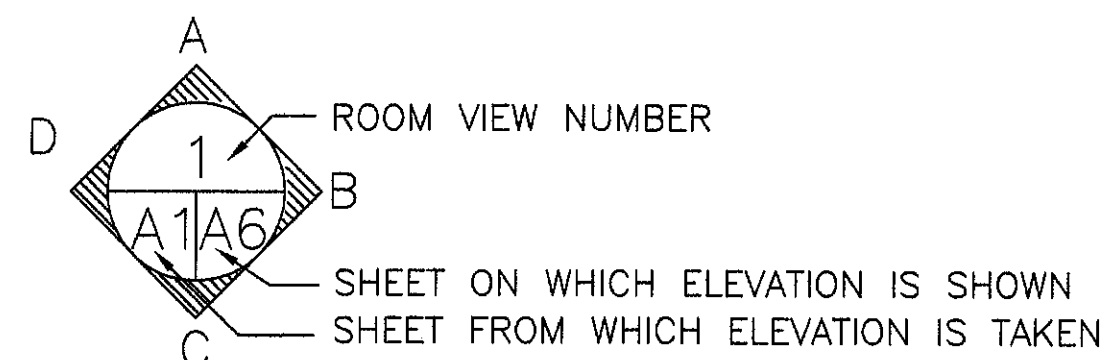 A
D
1
ROOM VIEW NUMBER
B
A1
A6
SHEET ON WHICH ELEVATION IS SHOWN
SHEET FROM WHICH ELEVATION IS TAKEN
C